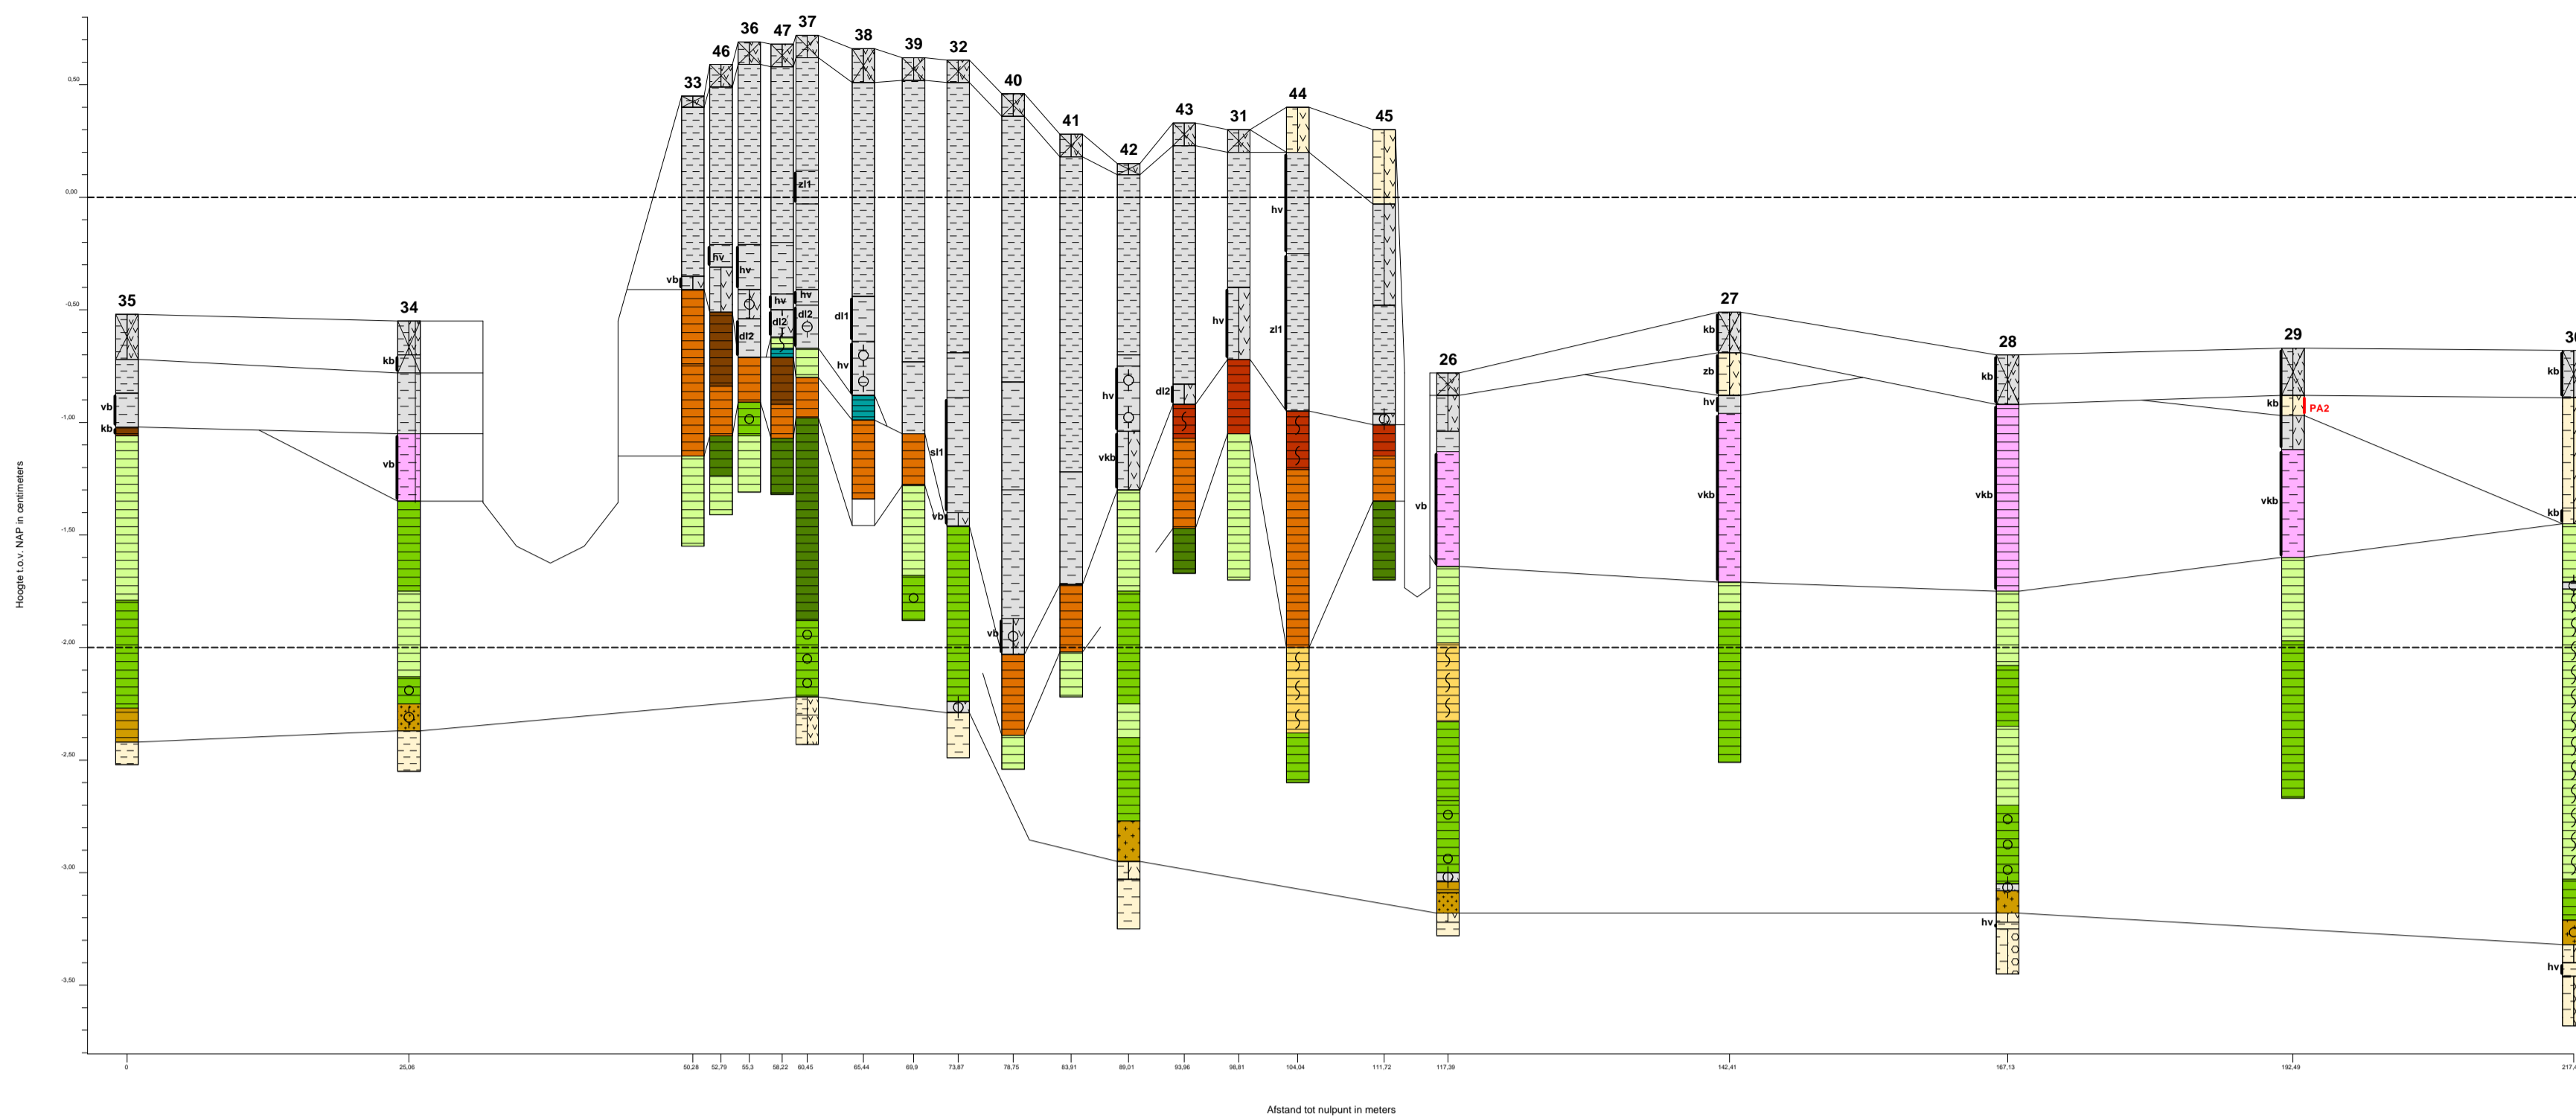 37
36 47
38
39 32
46
40
33
44
43 31
45
41
42
0,50
zl1
0,00
hv
hv
hv
vb
35
27
34
hv
hv
hv
dl1
dl2
dl2
dl2
zl1
hv
kb
28
29
30
26
kb
hv
zb
kb
kb
-0,50
dl2
hv
vb
kb
hv
kb
PA2
-1,00
vb
sl1
vkb
vb
vkb
vkb
vkb
kb
-1,50
vb
vb
-2,00
-2,50
-3,00
hv
hv
-3,50
Hoogte t.o.v. NAP in centimeters
0 25,06 50,28 52,79 55,3 58,22 60,45 65,44 69,9 73,87 78,75 83,91 89,01 93,96 98,81 104,04 111,72 117,39 142,41 167,13 192,49 217,4
Afstand tot nulpunt in meters